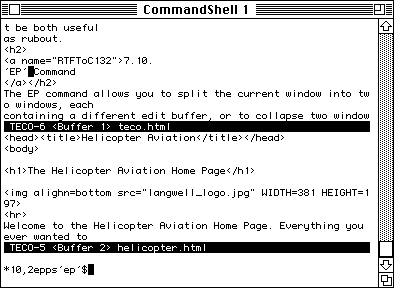 CommandShell 1
t be both useful
as rubout.
<h2>
<a name="RTFToC132">7.10.
´EP´ Command
</a></h2>
The EP command allows you to split the current window into tw
o windows, each
containing a different edit buffer, or to collapse two window
TECO-6 <Buffer 1> teco.html
<head><title>Helicopter Aviation</title></head>
<body>
<h1>The Helicopter Aviation Home Page</h1>
<img alighn=bottom src="langwell_logo.jpg" WIDTH=381 HEIGHT=1
97>
<hr>
Welcome to the Helicopter Aviation Home Page. Everything you
ever wanted to
TECO-5 <Buffer 2> helicopter.html
*10,2epps´ep´$